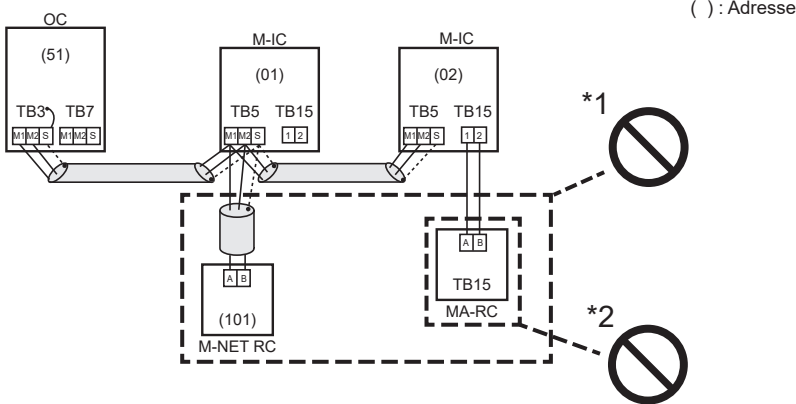 ( ) : Adresse
OC
M-IC
M-IC
(51)
(01)
(02)
TB3 TB7
TB5 TB15
TB5 TB15
M1 M2 S M1 M2 S
M1 M2 S 1 2
M1 M2 S 1 2
*1
A B
TB15
MA-RC
A B
(101)
M-NET RC
*2